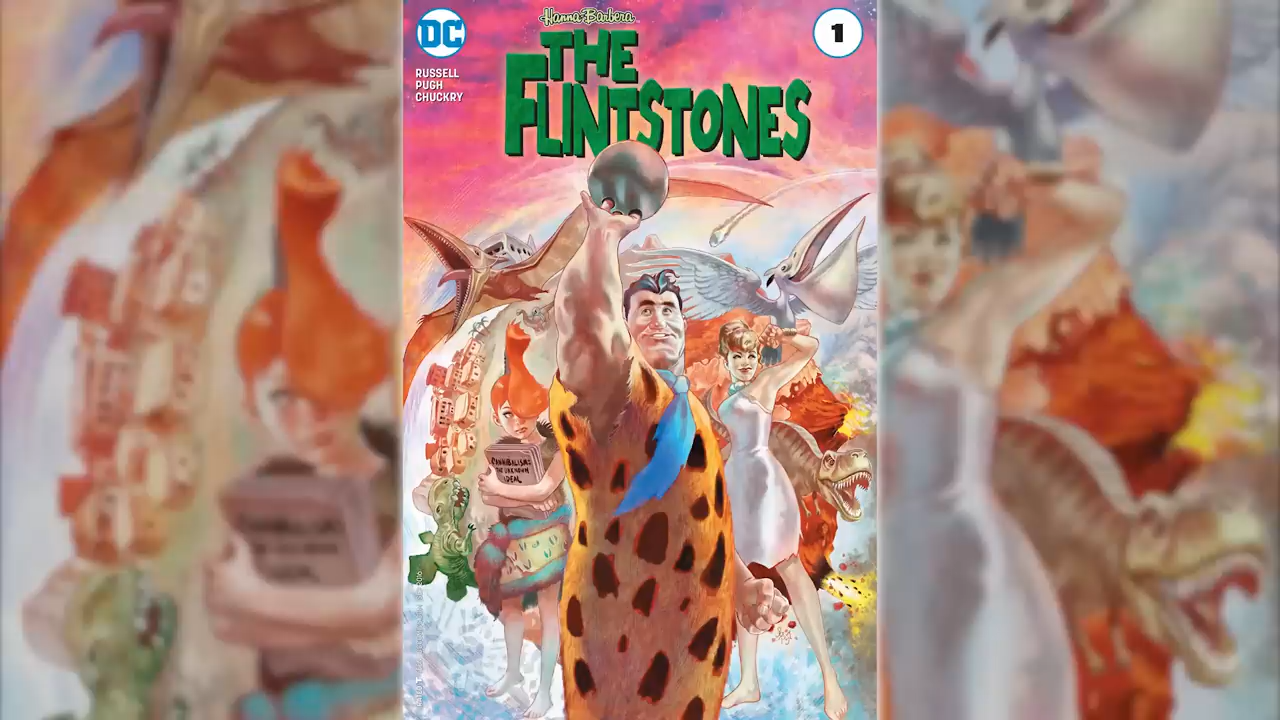 DC
Hanna-Barbera
1
RUSSELL
PUGH
CHUCKRY
THE
FLINTSTONES
CANNIBALISM:
THE UNKNOWN
IDEAL